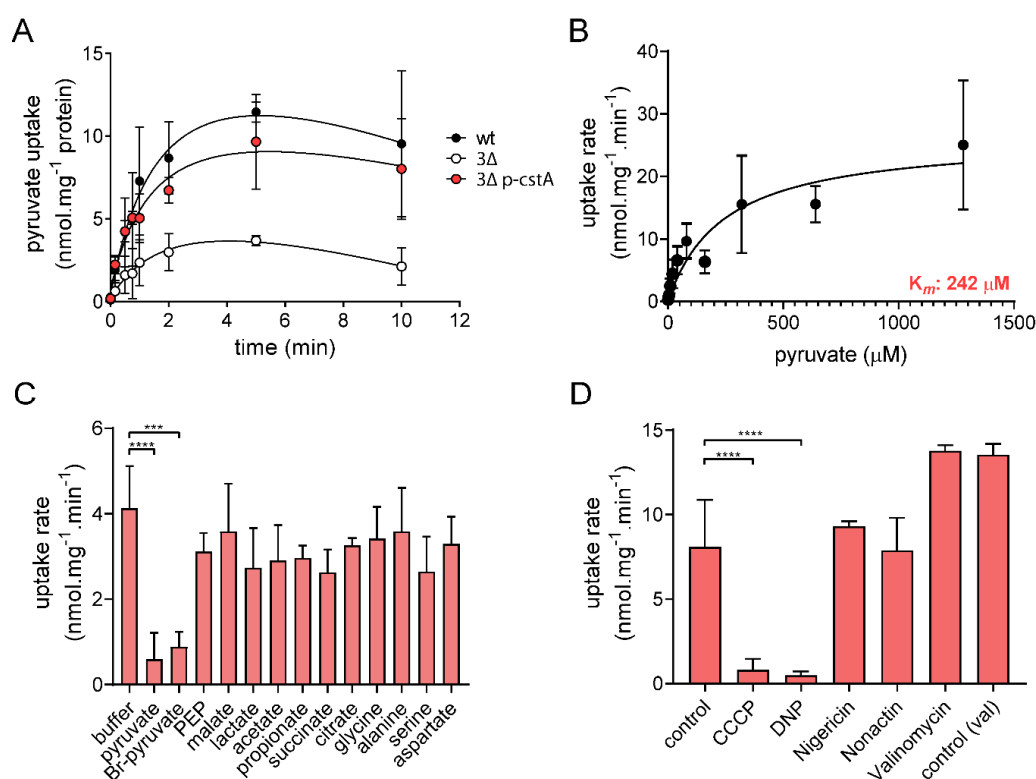 A
15
10
5
0
0
2
4
6
8
10
12
pyruvate uptake
(nmol.mg⁻¹ protein)
time (min)
wt
3Δ
3Δ p-cstA
B
40
30
20
10
0
0
500
1000
1500
uptake rate
(nmol.mg⁻¹.min⁻¹)
pyruvate (μM)
Km: 242 μM
C
6
4
2
0
uptake rate
(nmol.mg⁻¹.min⁻¹)
***
****
buffer
pyruvate
Br-pyruvate
PEP
malate
lactate
acetate
propionate
succinate
citrate
glycine
alanine
serine
aspartate
D
15
10
5
0
uptake rate
(nmol.mg⁻¹.min⁻¹)
****
****
control
CCCP
DNP
Nigericin
Nonactin
Valinomycin
control (val)